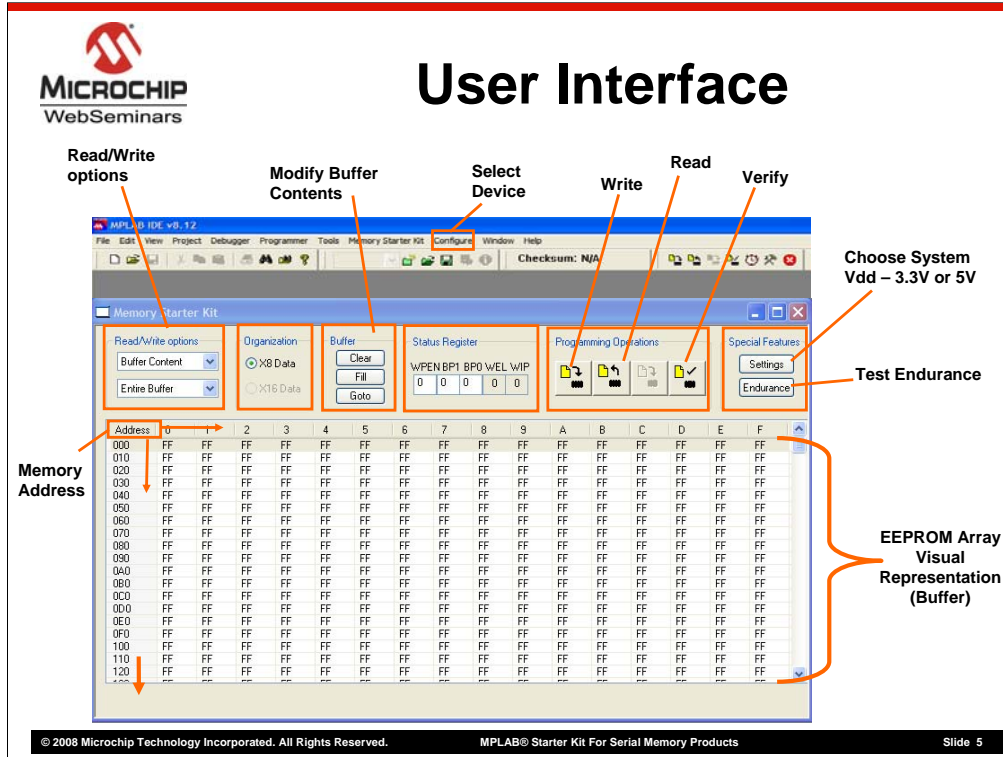 MICROCHIP
WebSeminars
User Interface
Read/Write
options
Modify Buffer
Contents
Select
Device
Write
Read
Verify
MPLAB IDE v8.12
File Edit View Project Debugger Programmer Tools Memory Starter Kit Configure Window Help
Checksum: N/A
Choose System
Vdd – 3.3V or 5V
Memory Starter Kit
Read/Write options
Organization
Buffer
Status Register
Programming Operations
Special Features
Buffer Content
Entire Buffer
X8 Data
X16 Data
Clear
Fill
Goto
WPEN BP1 BP0 WEL WIP
0 0 0 0 0
Settings
Endurance
Test Endurance
Memory
Address
Address 0 1 2 3 4 5 6 7 8 9 A B C D E F
000 FF FF FF FF FF FF FF FF FF FF FF FF FF FF FF FF
010 FF FF FF FF FF FF FF FF FF FF FF FF FF FF FF FF
020 FF FF FF FF FF FF FF FF FF FF FF FF FF FF FF FF
030 FF FF FF FF FF FF FF FF FF FF FF FF FF FF FF FF
040 FF FF FF FF FF FF FF FF FF FF FF FF FF FF FF FF
050 FF FF FF FF FF FF FF FF FF FF FF FF FF FF FF FF
060 FF FF FF FF FF FF FF FF FF FF FF FF FF FF FF FF
070 FF FF FF FF FF FF FF FF FF FF FF FF FF FF FF FF
080 FF FF FF FF FF FF FF FF FF FF FF FF FF FF FF FF
090 FF FF FF FF FF FF FF FF FF FF FF FF FF FF FF FF
0A0 FF FF FF FF FF FF FF FF FF FF FF FF FF FF FF FF
0B0 FF FF FF FF FF FF FF FF FF FF FF FF FF FF FF FF
0C0 FF FF FF FF FF FF FF FF FF FF FF FF FF FF FF FF
0D0 FF FF FF FF FF FF FF FF FF FF FF FF FF FF FF FF
0E0 FF FF FF FF FF FF FF FF FF FF FF FF FF FF FF FF
0F0 FF FF FF FF FF FF FF FF FF FF FF FF FF FF FF FF
100 FF FF FF FF FF FF FF FF FF FF FF FF FF FF FF FF
110 FF FF FF FF FF FF FF FF FF FF FF FF FF FF FF FF
120 FF FF FF FF FF FF FF FF FF FF FF FF FF FF FF FF
EEPROM Array
Visual
Representation
(Buffer)
© 2008 Microchip Technology Incorporated. All Rights Reserved. MPLAB® Starter Kit For Serial Memory Products Slide 5